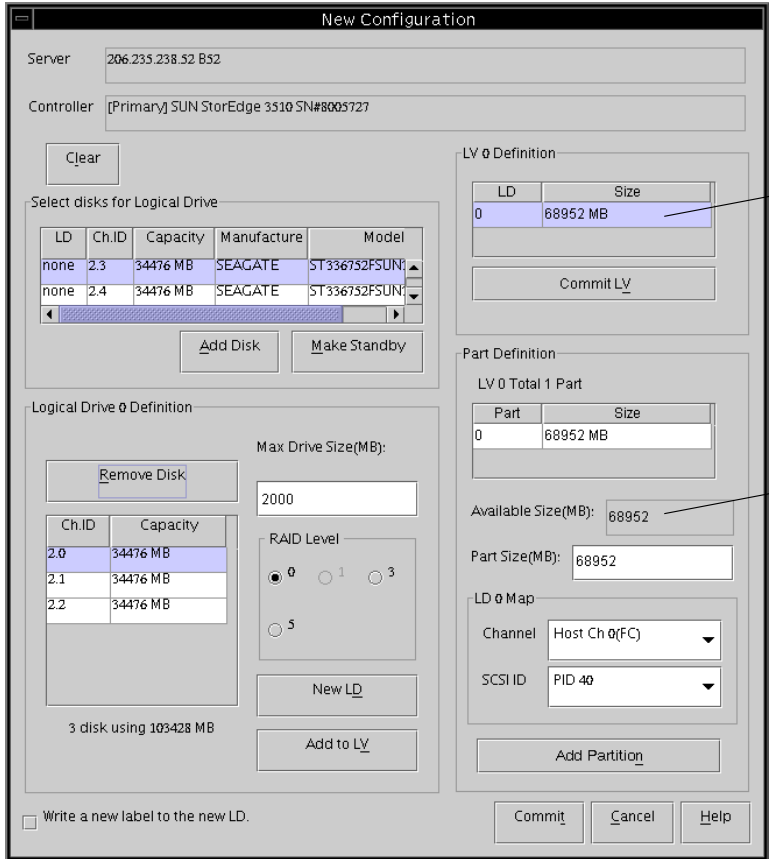 New Configuration
Server 206.235.238.52 B52
Controller [Primary] SUN StorEdge 3510 SN#8005727
Clear
Select disks for Logical Drive
LD Ch.ID Capacity Manufacture Model
none 2.3 34476 MB SEAGATE ST336752FSUN
none 2.4 34476 MB SEAGATE ST336752FSUN
Add Disk Make Standby
Logical Drive 0 Definition
Remove Disk
Ch.ID Capacity
2.0 34476 MB
2.1 34476 MB
2.2 34476 MB
3 disk using 103428 MB
Max Drive Size(MB):
2000
RAID Level
0 1 3
5
New LD
Add to LV
Write a new label to the new LD.
LV 0 Definition
LD Size
0 68952 MB
Commit LV
Part Definition
LV 0 Total 1 Part
Part Size
0 68952 MB
Available Size(MB): 68952
Part Size(MB): 68952
LD 0 Map
Channel Host Ch 0(FC)
SCSI ID PID 40
Add Partition
Commit Cancel Help